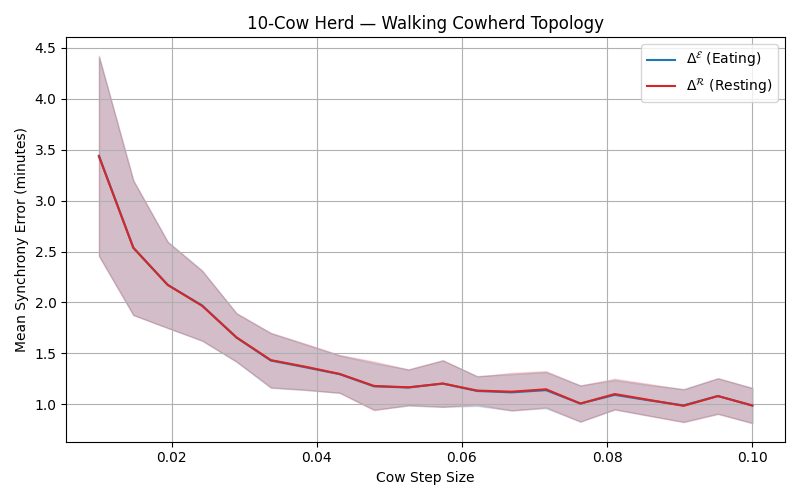 10-Cow Herd — Walking Cowherd Topology
Mean Synchrony Error (minutes)
4.5
4.0
3.5
3.0
2.5
2.0
1.5
1.0
Δ^ℰ (Eating)
Δ^ℛ (Resting)
0.02 0.04 0.06 0.08 0.10
Cow Step Size